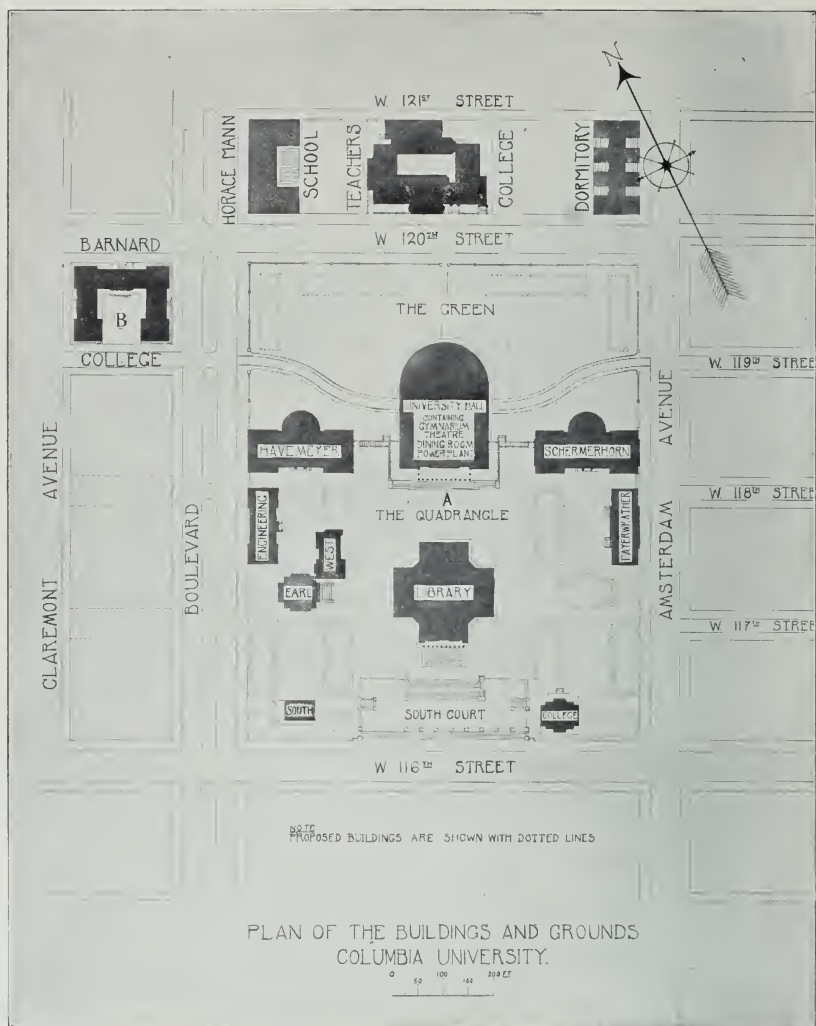 N
W. 121ST STREET
HORACE MANN
SCHOOL
TEACHERS
COLLEGE
DORMITORY
W 120TH STREET
BARNARD
B
COLLEGE
THE GREEN
W. 119TH STREE
UNIVERSITY HALL
CONTAINING
GYMNASIUM
THEATRE
DINING ROOM
POWER PLANT
HAVEMEYER
SCHERMERHORN
A
THE QUADRANGLE
W 118TH STREE
ENGINEERING
WEST
EARL
LIBRARY
FAYERWEATHER
CLAREMONT AVENUE
BOULEVARD
AMSTERDAM AVENUE
W. 117TH STREE
SOUTH
SOUTH COURT
COLLEGE
W 116TH STREET
NOTE
PROPOSED BUILDINGS ARE SHOWN WITH DOTTED LINES
PLAN OF THE BUILDINGS AND GROUNDS
COLUMBIA UNIVERSITY.
0 50 100 150 200 FT